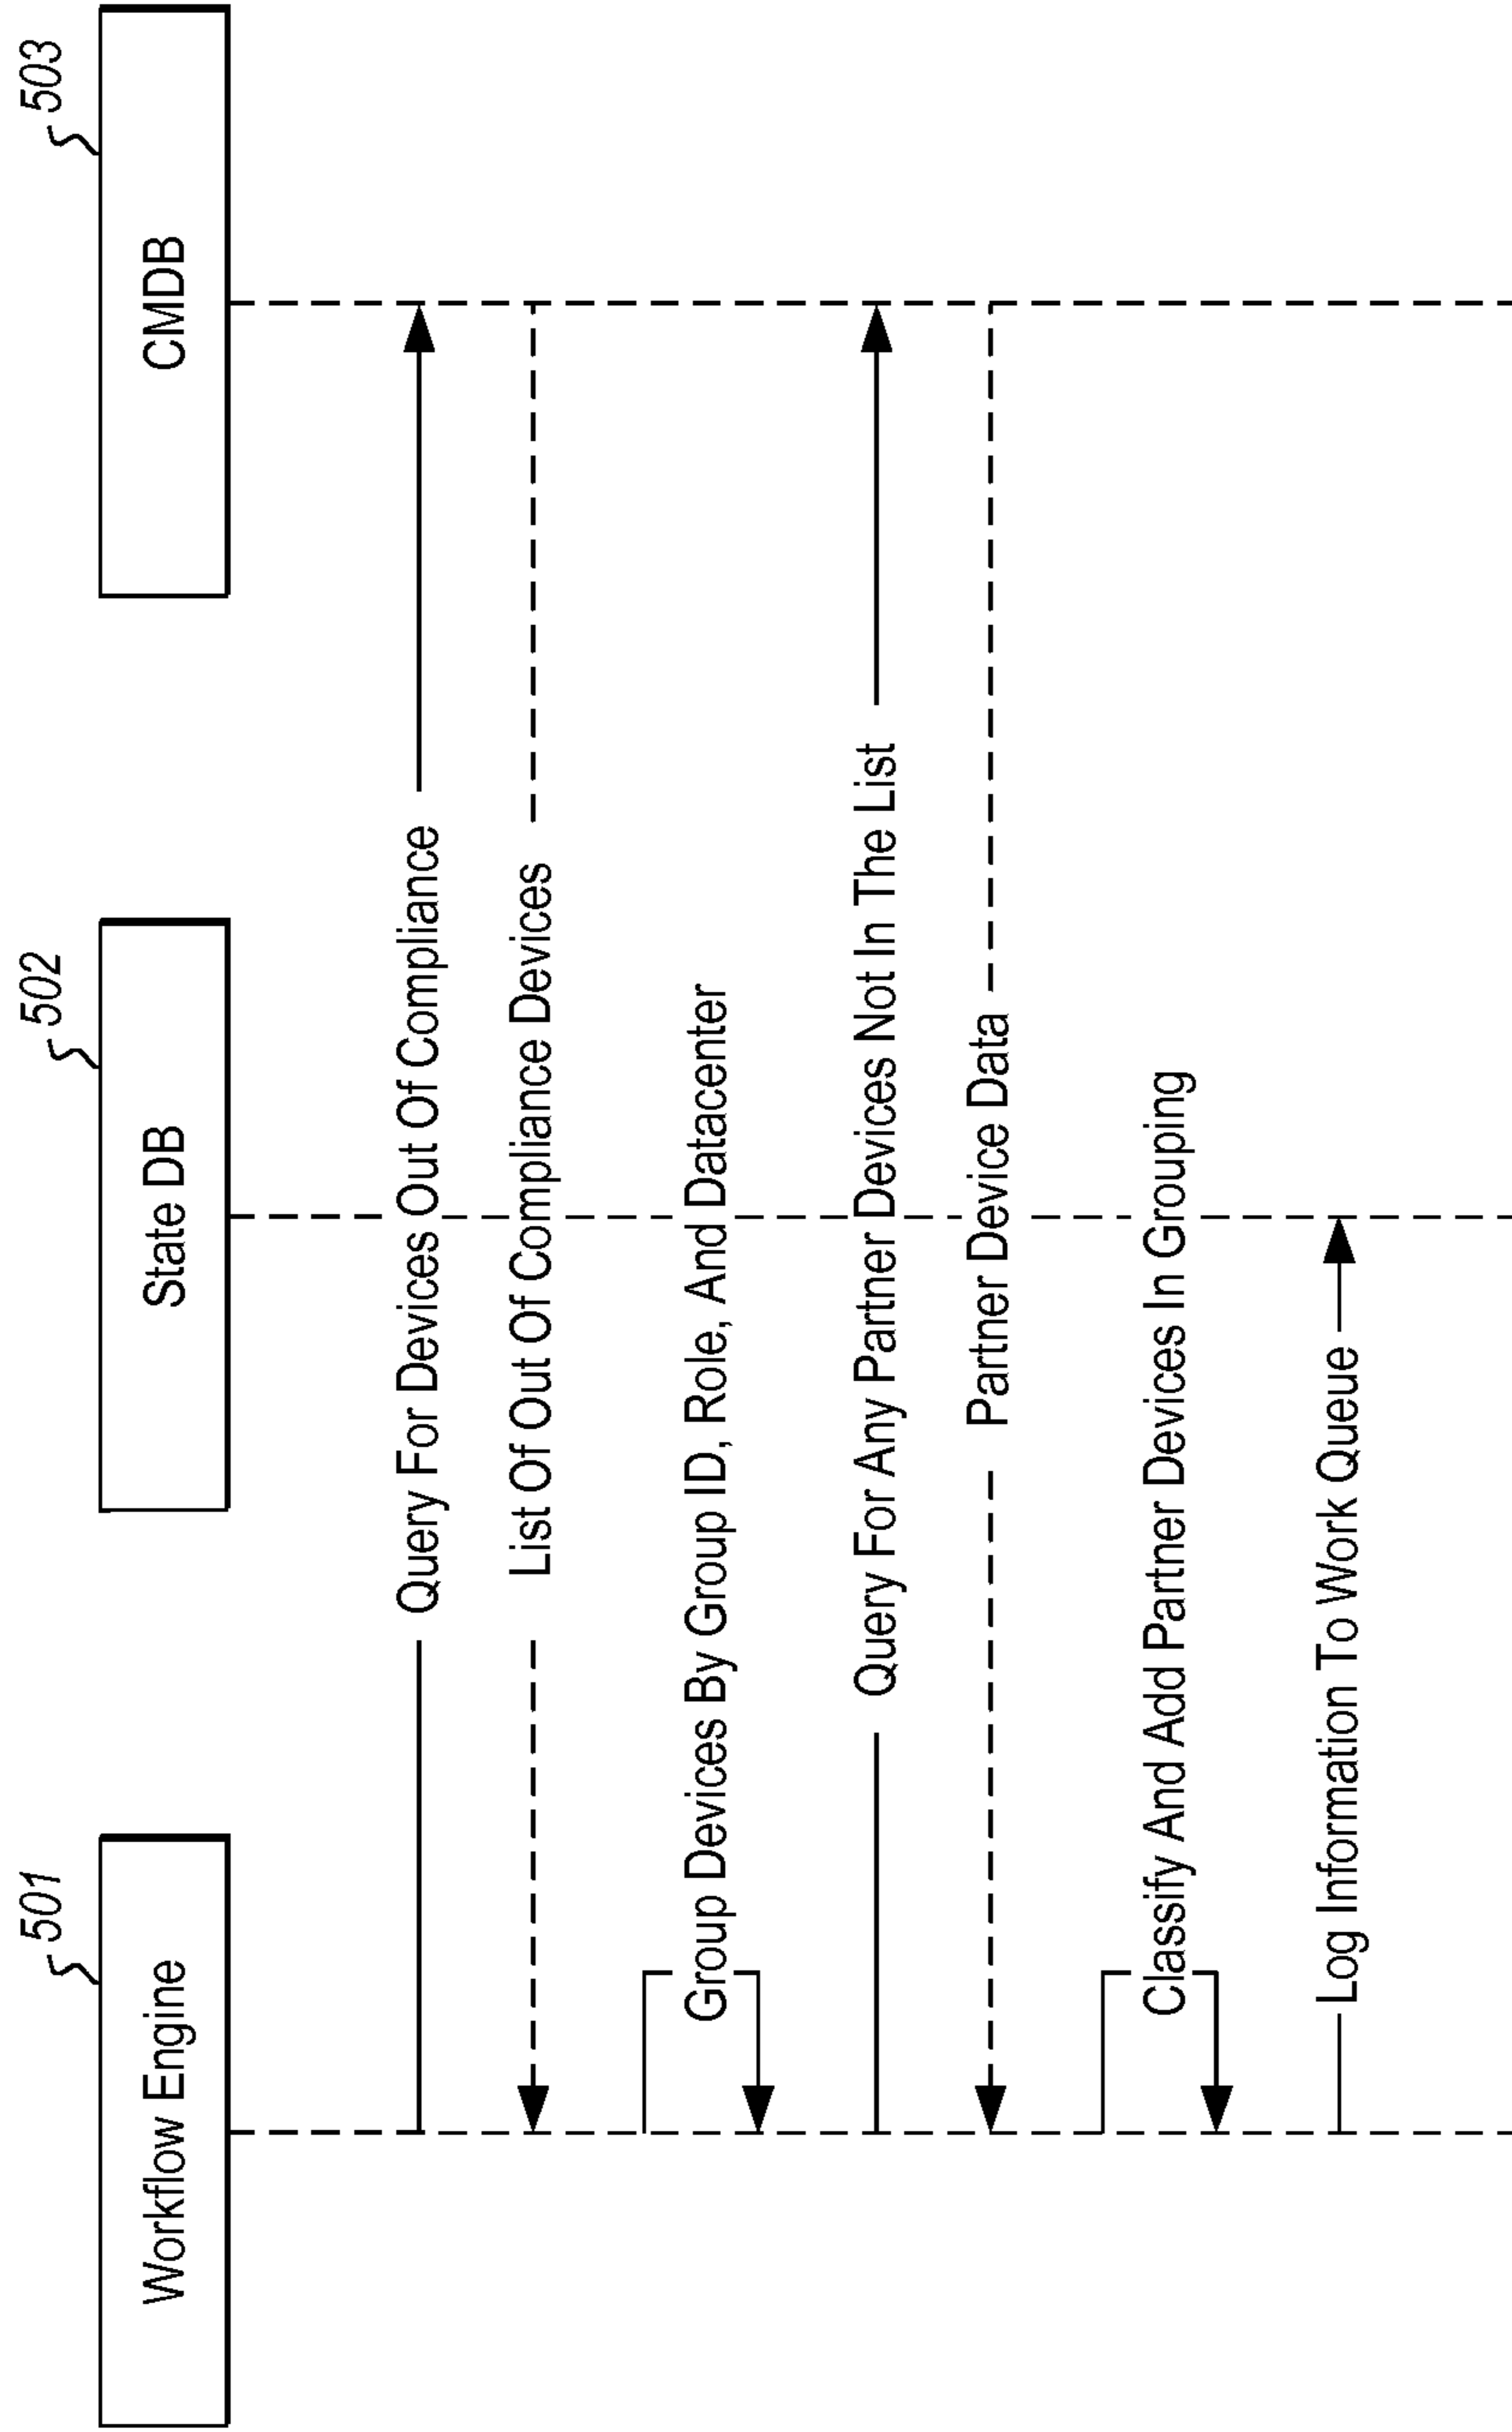 501
Workflow Engine
502
State DB
503
CMDB
Query For Devices Out Of Compliance
List Of Out Of Compliance Devices
Group Devices By Group ID, Role, And Datacenter
Query For Any Partner Devices Not In The List
Partner Device Data
Classify And Add Partner Devices In Grouping
Log Information To Work Queue